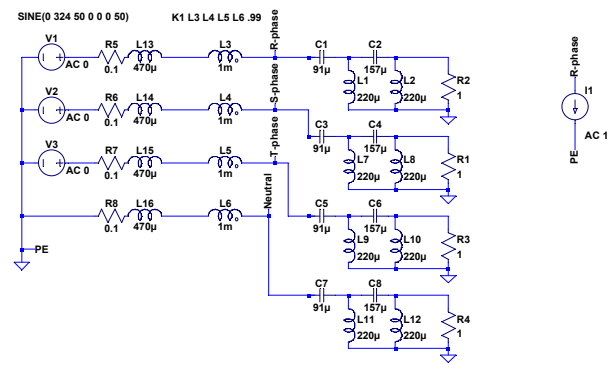 SINE(0 324 50 0 0 0 50) K1 L3 L4 L5 L6 .99
V1 AC 0 R5 0.1 L13 470µ L3 1m R-phase C1 91µ C2 157µ L1 220µ L2 220µ R2 1
V2 AC 0 R6 0.1 L14 470µ L4 1m S-phase C3 91µ C4 157µ L7 220µ L8 220µ R1 1
V3 AC 0 R7 0.1 L15 470µ L5 1m T-phase C5 91µ C6 157µ L9 220µ L10 220µ R3 1
R8 0.1 L16 470µ L6 1m Neutral C7 91µ C8 157µ L11 220µ L12 220µ R4 1
PE
R-phase
I1
AC 1
PE